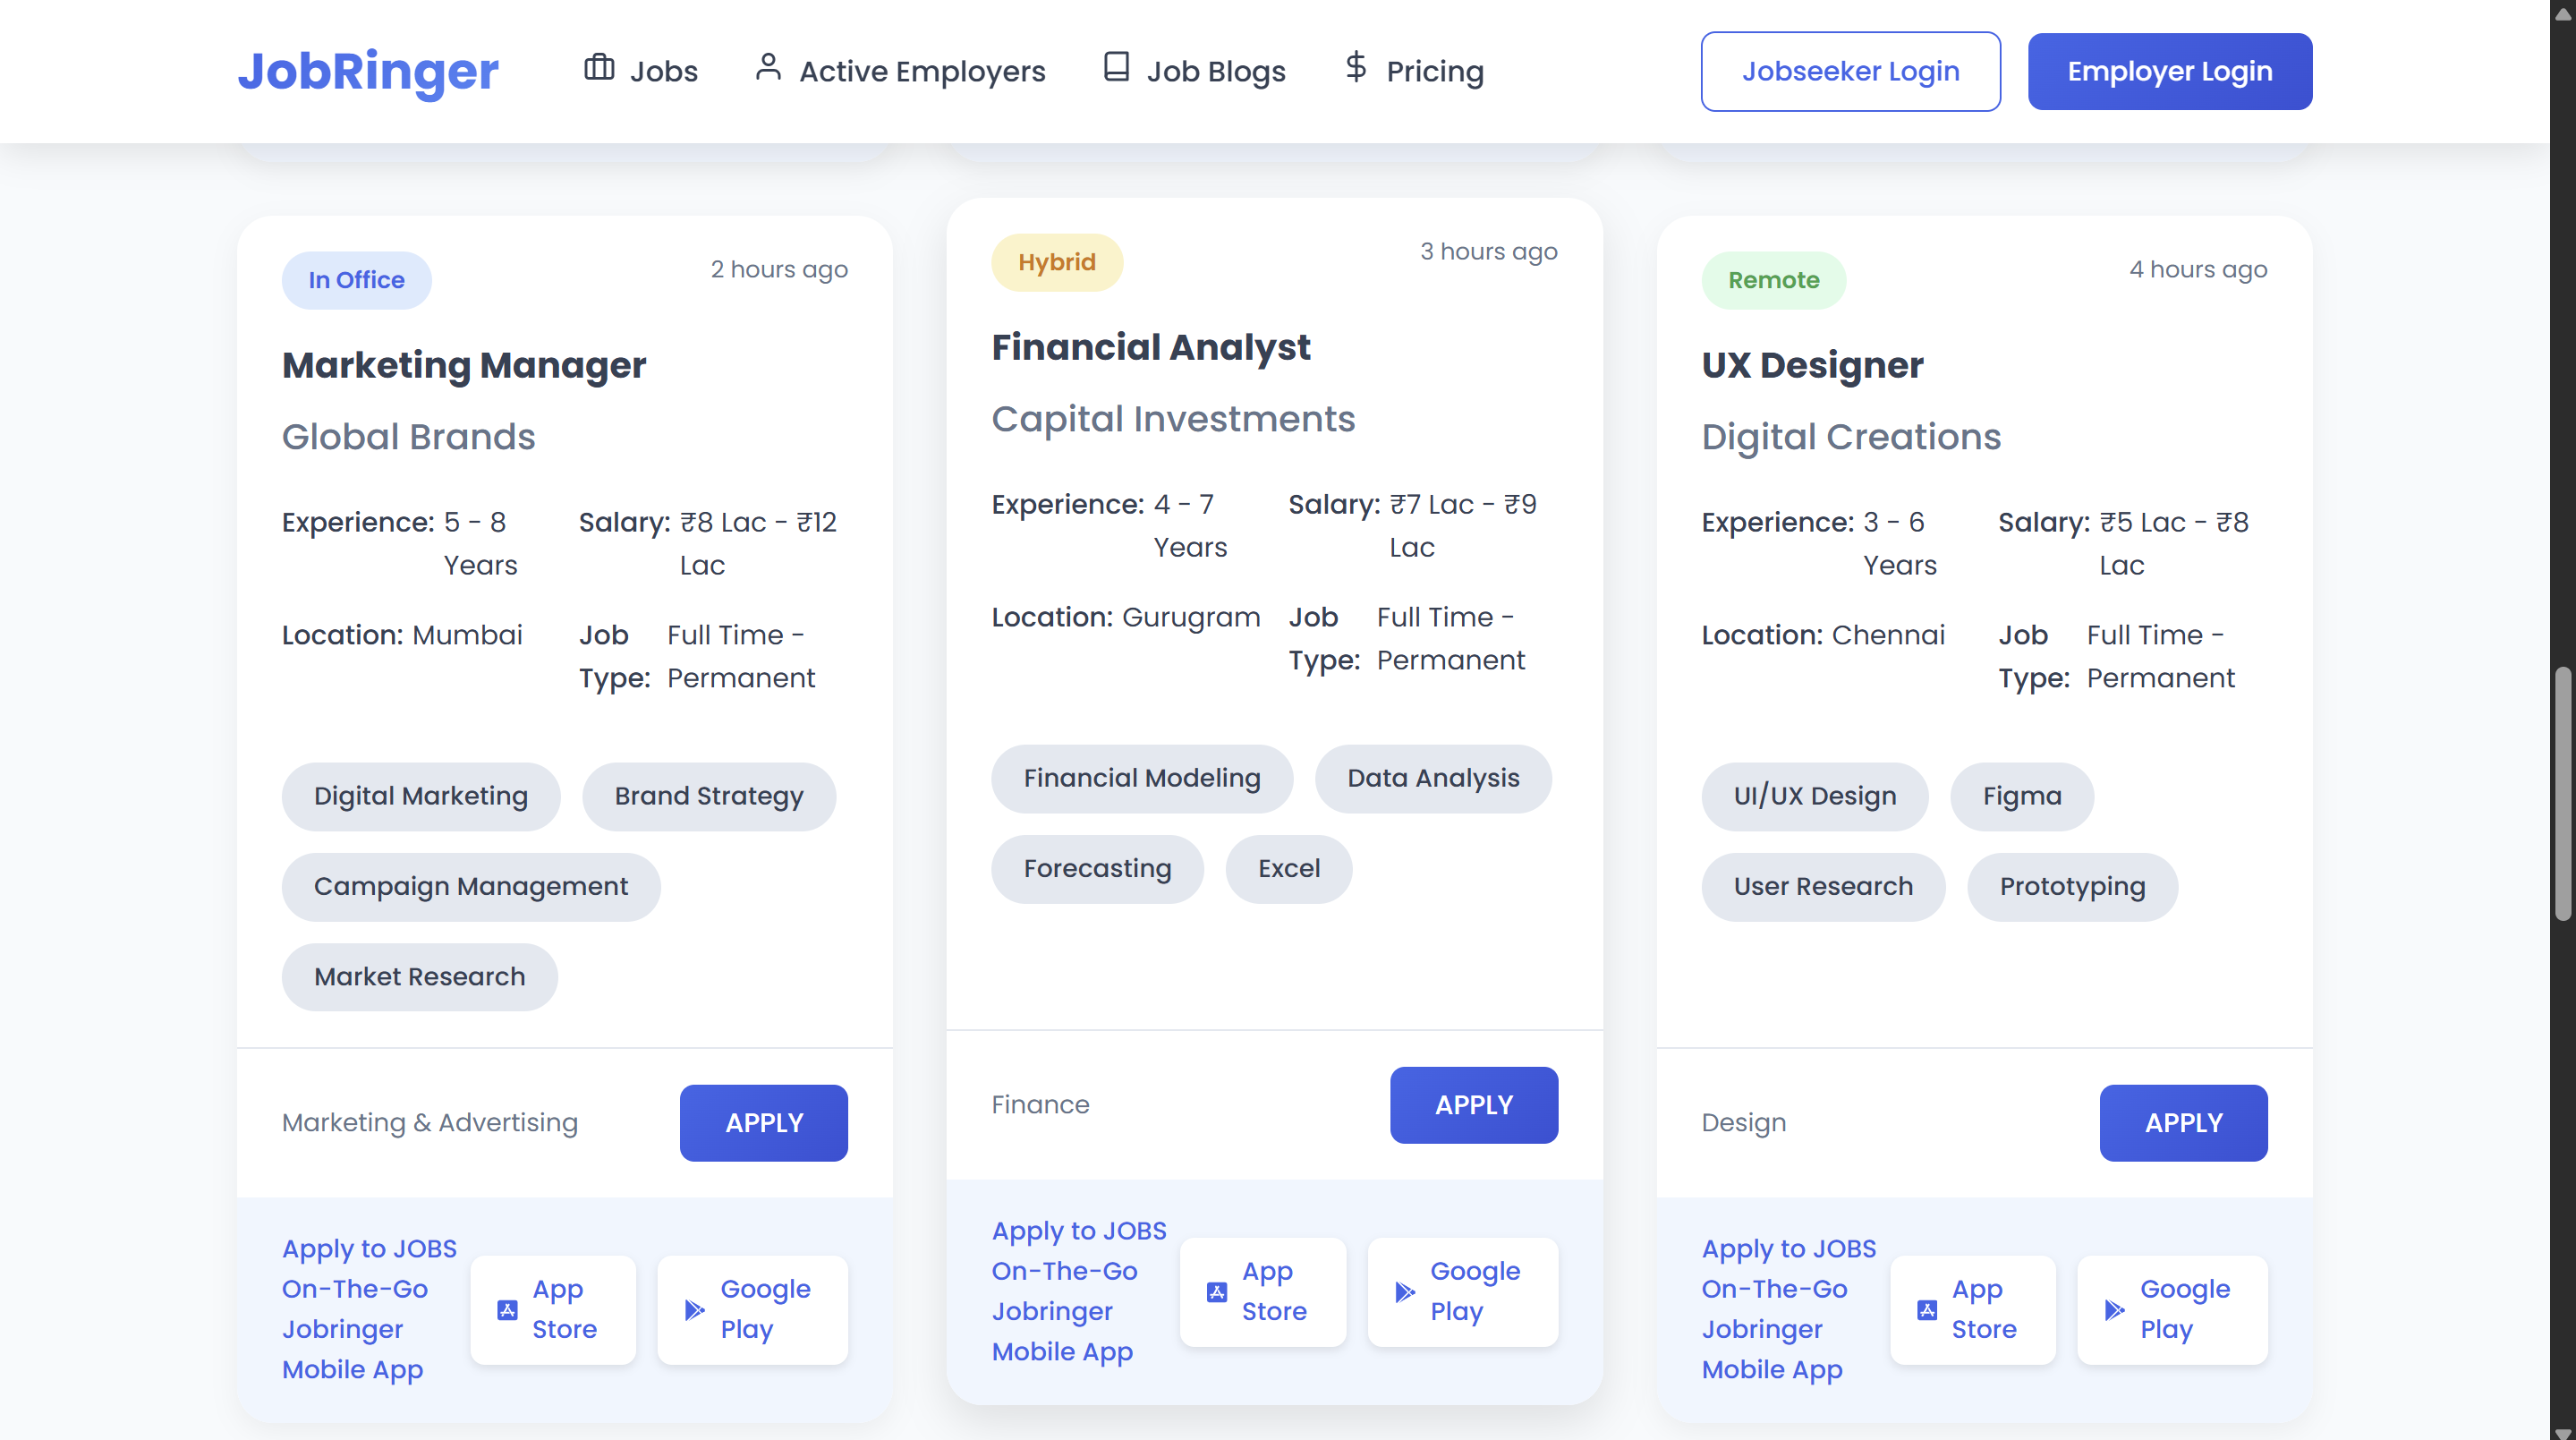 JobRinger
Jobs
Active Employers
Job Blogs
Pricing
Jobseeker Login
Employer Login
In Office
2 hours ago
Marketing Manager
Global Brands
Experience: 5 - 8
Years
Salary: ₹8 Lac - ₹12
Lac
Location: Mumbai
Job Full Time -
Type: Permanent
Digital Marketing
Brand Strategy
Campaign Management
Market Research
Marketing & Advertising
APPLY
Apply to JOBS
On-The-Go
Jobringer
Mobile App
App
Store
Google
Play
Hybrid
3 hours ago
Financial Analyst
Capital Investments
Experience: 4 - 7
Years
Salary: ₹7 Lac - ₹9
Lac
Location: Gurugram
Job Full Time -
Type: Permanent
Financial Modeling
Data Analysis
Forecasting
Excel
Finance
APPLY
Apply to JOBS
On-The-Go
Jobringer
Mobile App
App
Store
Google
Play
Remote
4 hours ago
UX Designer
Digital Creations
Experience: 3 - 6
Years
Salary: ₹5 Lac - ₹8
Lac
Location: Chennai
Job Full Time -
Type: Permanent
UI/UX Design
Figma
User Research
Prototyping
Design
APPLY
Apply to JOBS
On-The-Go
Jobringer
Mobile App
App
Store
Google
Play